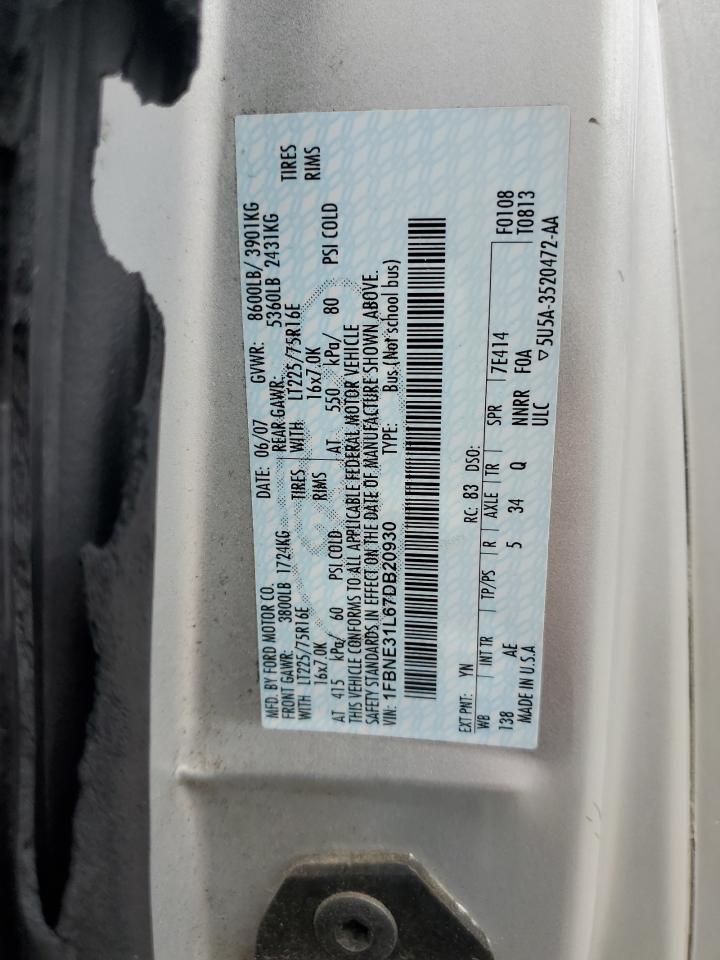 MFD. BY FORD MOTOR CO. DATE: 06/07 GVWR: 8600LB/ 3901KG
FRONT GAWR: 3800LB 1724KG REAR GAWR: 5360LB 2431KG
WITH LT225/75R16E TIRES WITH LT225/75R16E TIRES
16x7.0K RIMS 16x7.0K RIMS
AT 415 kPa/ 60 PSI COLD AT 550 kPa/ 80 PSI COLD
THIS VEHICLE CONFORMS TO ALL APPLICABLE FEDERAL MOTOR VEHICLE
SAFETY STANDARDS IN EFFECT ON THE DATE OF MANUFACTURE SHOWN ABOVE.
VIN: 1FBNE31L67DB20930 TYPE: Bus (Not school bus)
EXT PNT: YN RC: 83 DSO:
WB INT TR TP/PS R AXLE TR SPR 7E414 F0108
138 AE 5 34 Q NNRR FOA T0813
MADE IN U.S.A ULC ▽5U5A-3520472-AA